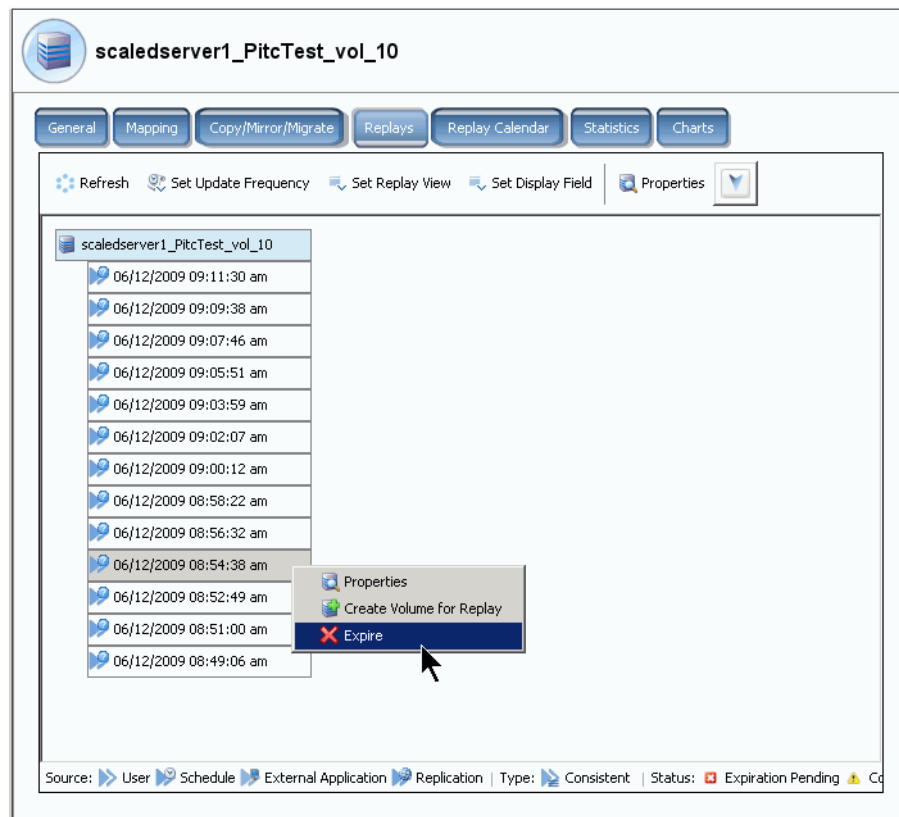 scaledserver1_PitcTest_vol_10
General Mapping Copy/Mirror/Migrate Replays Replay Calendar Statistics Charts
Refresh Set Update Frequency Set Replay View Set Display Field Properties
scaledserver1_PitcTest_vol_10
06/12/2009 09:11:30 am
06/12/2009 09:09:38 am
06/12/2009 09:07:46 am
06/12/2009 09:05:51 am
06/12/2009 09:03:59 am
06/12/2009 09:02:07 am
06/12/2009 09:00:12 am
06/12/2009 08:58:22 am
06/12/2009 08:56:32 am
06/12/2009 08:54:38 am
Properties
06/12/2009 08:52:49 am
Create Volume for Replay
06/12/2009 08:51:00 am
Expire
06/12/2009 08:49:06 am
Source: User Schedule External Application Replication | Type: Consistent | Status: Expiration Pending